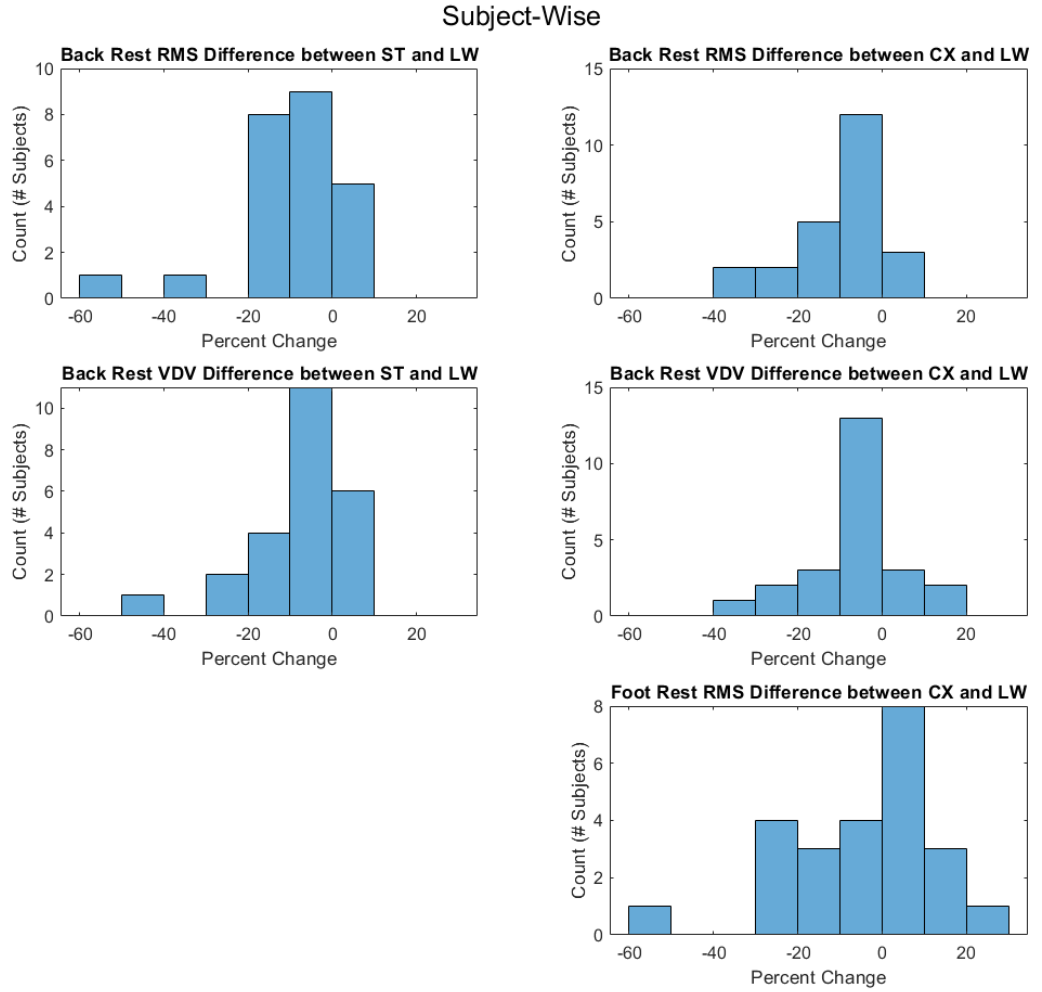 Subject-Wise
Back Rest RMS Difference between ST and LW
10
8
6
4
2
0
Count (# Subjects)
-60 -40 -20 0 20
Percent Change
Back Rest RMS Difference between CX and LW
15
10
5
0
Count (# Subjects)
-60 -40 -20 0 20
Percent Change
Back Rest VDV Difference between ST and LW
10
8
6
4
2
0
Count (# Subjects)
-60 -40 -20 0 20
Percent Change
Back Rest VDV Difference between CX and LW
15
10
5
0
Count (# Subjects)
-60 -40 -20 0 20
Percent Change
Foot Rest RMS Difference between CX and LW
8
6
4
2
0
Count (# Subjects)
-60 -40 -20 0 20
Percent Change